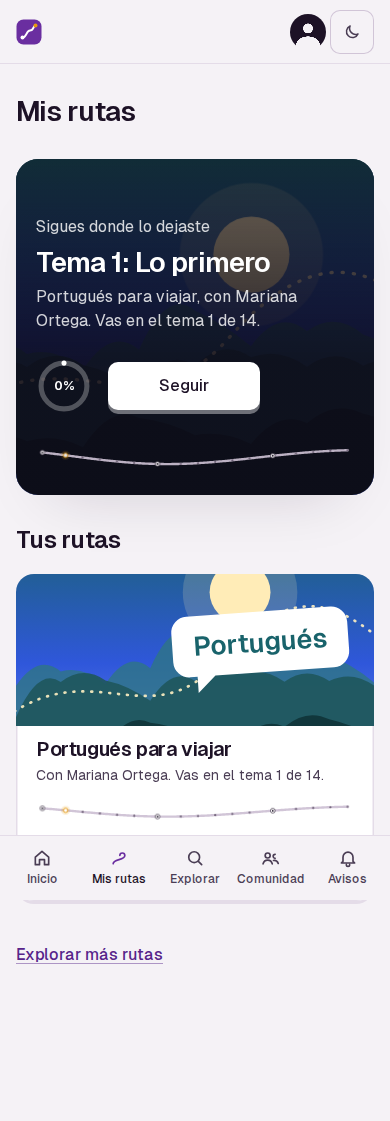 Mis rutas
Sigues donde lo dejaste
Tema 1: Lo primero
Portugués para viajar, con Mariana
Ortega. Vas en el tema 1 de 14.
0%
Seguir
Tus rutas
Portugués
Portugués para viajar
Con Mariana Ortega. Vas en el tema 1 de 14.
Inicio
Mis rutas
Explorar
Comunidad
Avisos
Explorar más rutas